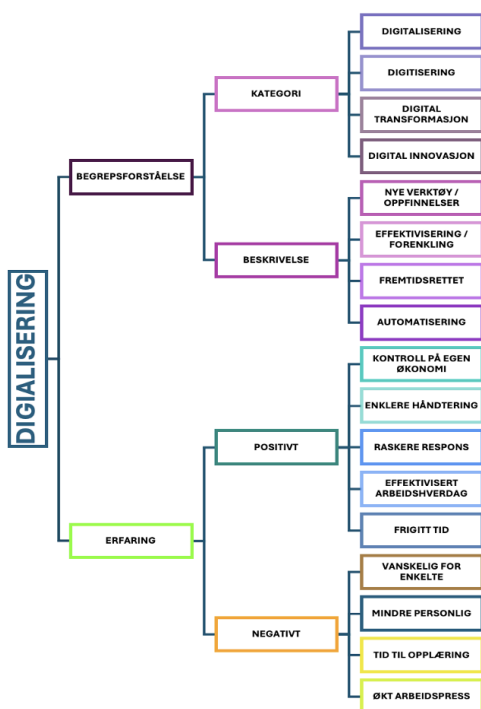 DIGIALISERING
BEGREPSFORSTÅELSE
KATEGORI
DIGITALISERING
DIGITISERING
DIGITAL
TRANSFORMASJON
DIGITAL INNOVASJON
BESKRIVELSE
NYE VERKTØY /
OPPFINNELSER
EFFEKTIVISERING /
FORENKLING
FREMTIDSRETTET
AUTOMATISERING
ERFARING
POSITIVT
KONTROLL PÅ EGEN
ØKONOMI
ENKLERE HÅNDTERING
RASKERE RESPONS
EFFEKTIVISERT
ARBEIDSHVERDAG
FRIGITT TID
NEGATIVT
VANSKELIG FOR
ENKELTE
MINDRE PERSONLIG
TID TIL OPPLÆRING
ØKT ARBEIDSPRESS